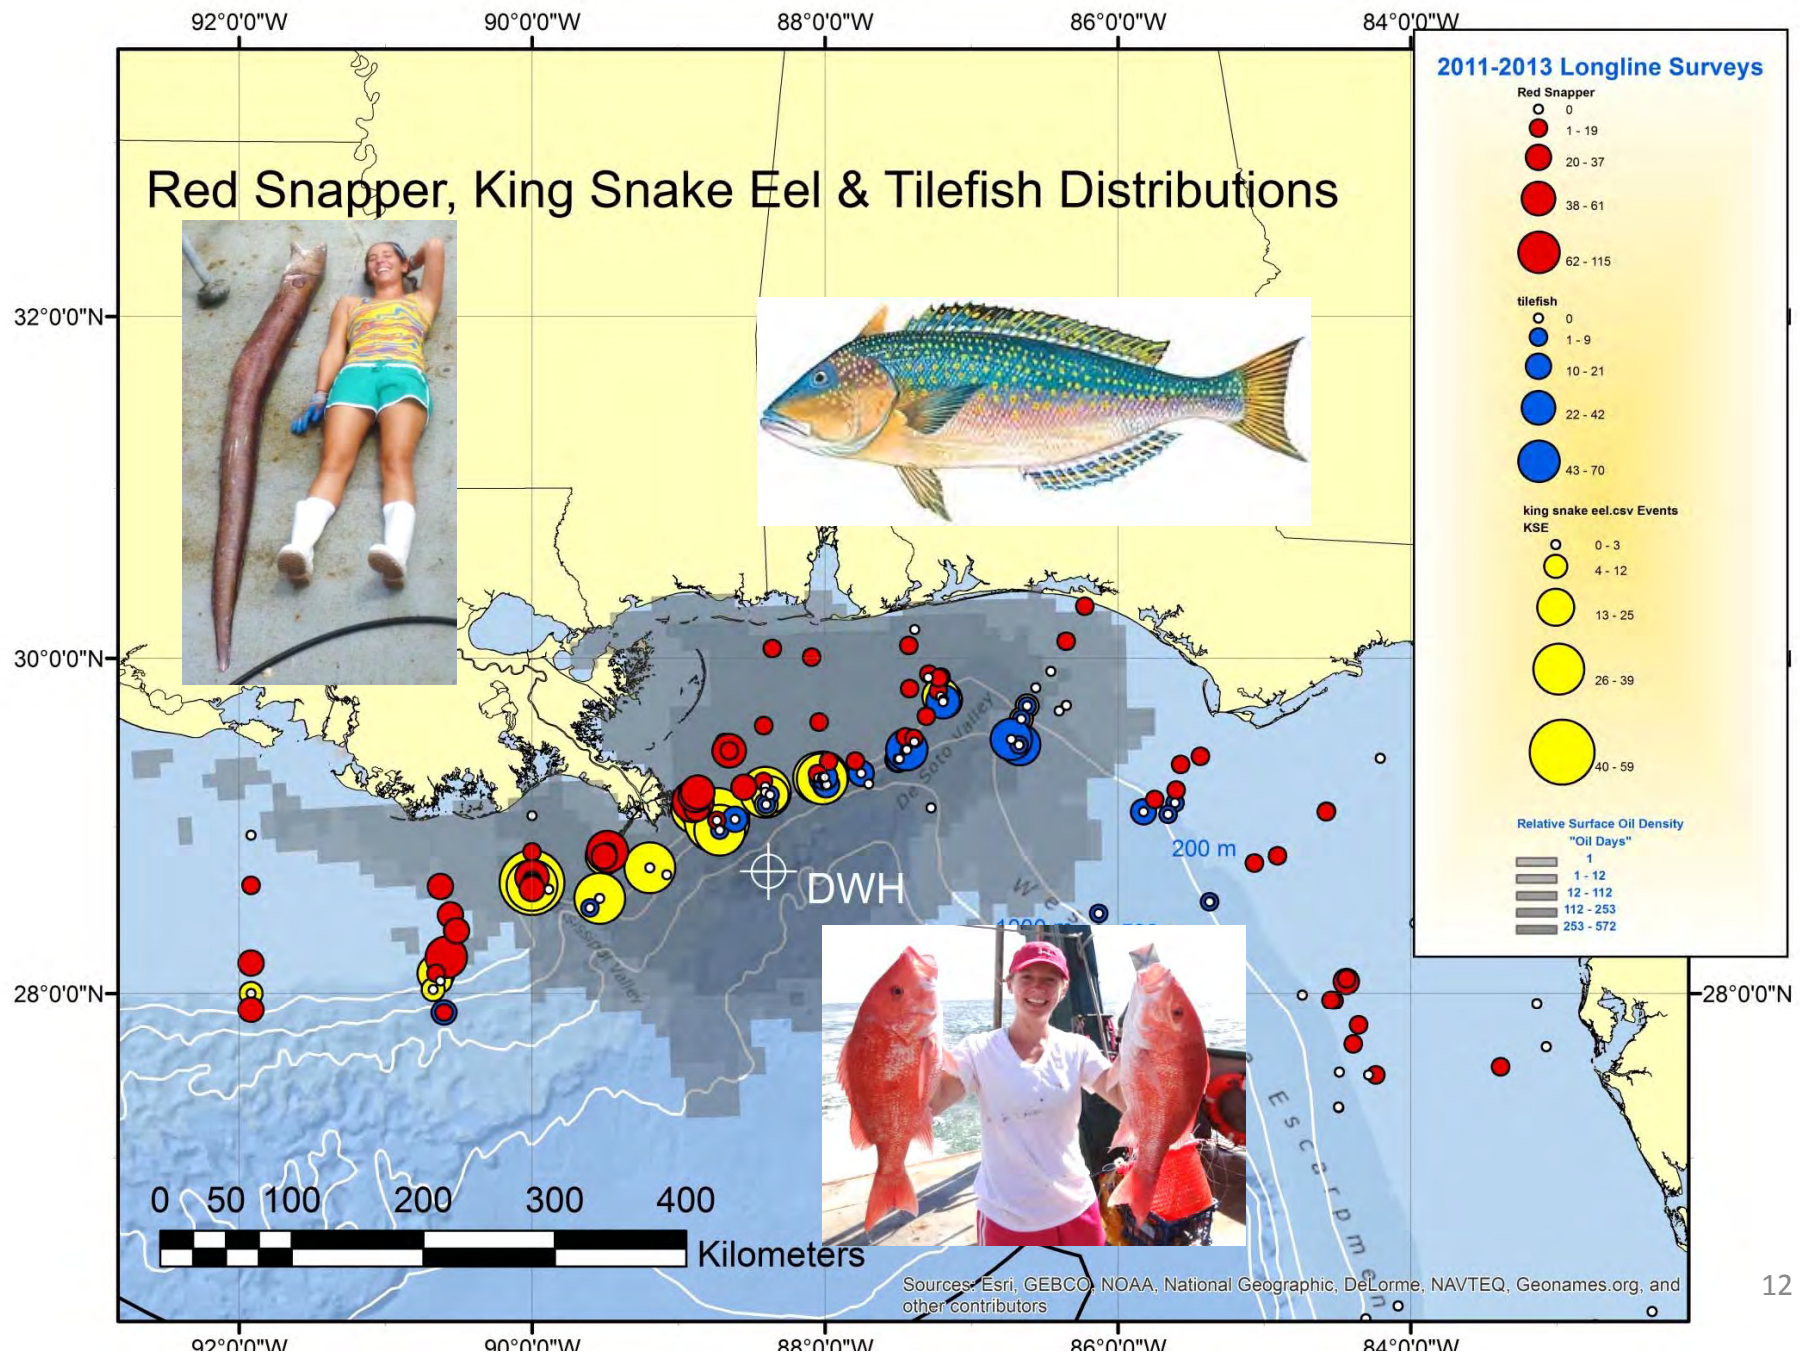 92°0'0"W 90°0'0"W 88°0'0"W 86°0'0"W 84°0'0"W
2011-2013 Longline Surveys
Red Snapper
0
1 - 19
20 - 37
38 - 61
62 - 115
tilefish
0
1 - 9
10 - 21
22 - 42
43 - 70
king snake eel.csv Events
KSE
0 - 3
4 - 12
13 - 25
26 - 39
40 - 59
Relative Surface Oil Density
"Oil Days"
1
1 - 12
12 - 112
112 - 253
253 - 572
Red Snapper, King Snake Eel & Tilefish Distributions
32°0'0"N
30°0'0"N
De Soto Valley
200 m
DWH
28°0'0"N
28°0'0"N
Escarpmen
0 50 100 200 300 400
Kilometers
Sources: Esri, GEBCO, NOAA, National Geographic, DeLorme, NAVTEQ, Geonames.org, and
other contributors
12
92°0'0"W 90°0'0"W 88°0'0"W 86°0'0"W 84°0'0"W